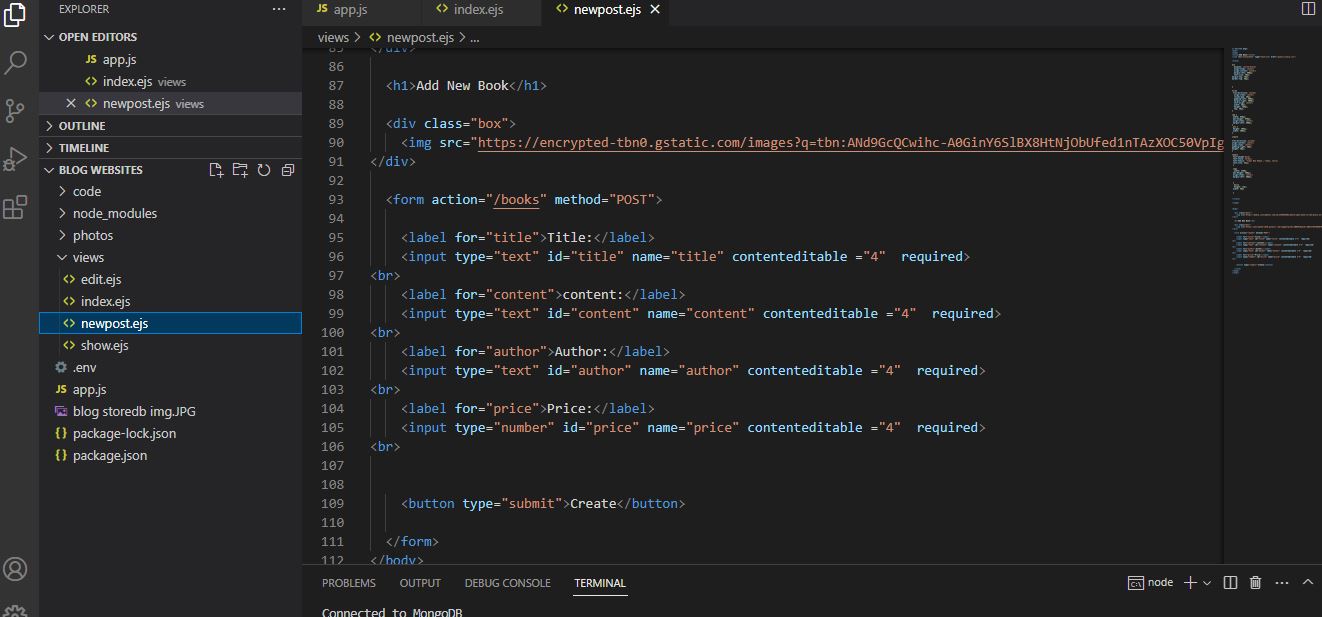 EXPLORER
OPEN EDITORS
JS app.js
<> index.ejs views
<> newpost.ejs views
OUTLINE
TIMELINE
BLOG WEBSITES
code
node_modules
photos
views
<> edit.ejs
<> index.ejs
<> newpost.ejs
<> show.ejs
.env
JS app.js
blog storedb img.JPG
{} package-lock.json
{} package.json
JS app.js <> index.ejs <> newpost.ejs
views > <> newpost.ejs > ...
85 </div>
86
87 <h1>Add New Book</h1>
88
89 <div class="box">
90 <img src="https://encrypted-tbn0.gstatic.com/images?q=tbn:ANd9GcQCwihc-A0GinY6SlBX8HtNjObUfed1nTAzXOC50VpIg
91 </div>
92
93 <form action="/books" method="POST">
94
95 <label for="title">Title:</label>
96 <input type="text" id="title" name="title" contenteditable ="4"  required>
97 <br>
98 <label for="content">content:</label>
99 <input type="text" id="content" name="content" contenteditable ="4"  required>
100 <br>
101 <label for="author">Author:</label>
102 <input type="text" id="author" name="author" contenteditable ="4"  required>
103 <br>
104 <label for="price">Price:</label>
105 <input type="number" id="price" name="price" contenteditable ="4"  required>
106 <br>
107
108
109 <button type="submit">Create</button>
110
111 </form>
112 </body>
PROBLEMS OUTPUT DEBUG CONSOLE TERMINAL
node
Connected to MongoDB